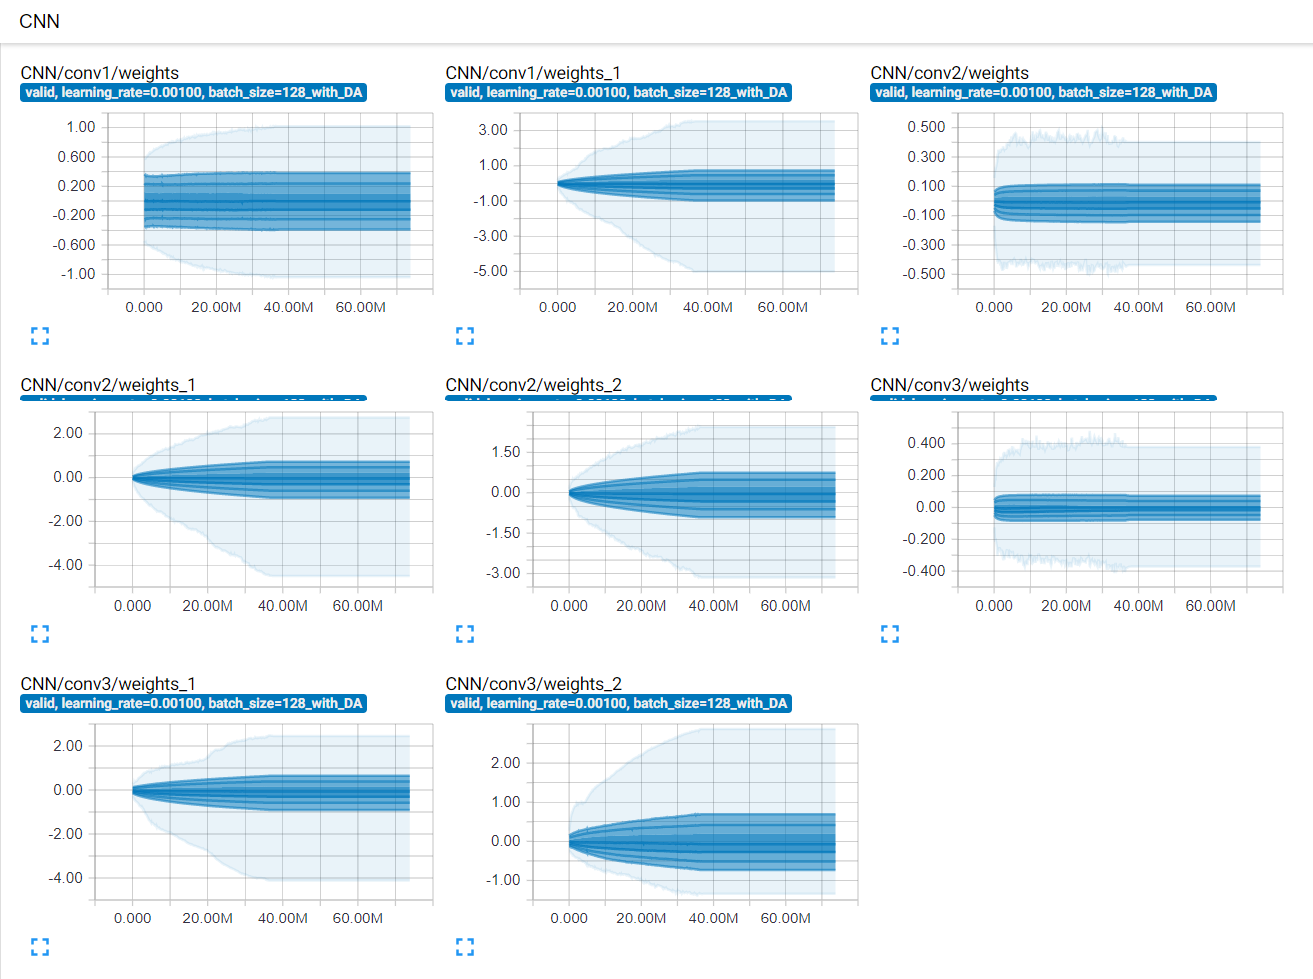 CNN
CNN/conv1/weights
valid, learning_rate=0.00100, batch_size=128_with_DA
1.00
0.600
0.200
-0.200
-0.600
-1.00
0.000 20.00M 40.00M 60.00M
CNN/conv1/weights_1
valid, learning_rate=0.00100, batch_size=128_with_DA
3.00
1.00
-1.00
-3.00
-5.00
0.000 20.00M 40.00M 60.00M
CNN/conv2/weights
valid, learning_rate=0.00100, batch_size=128_with_DA
0.500
0.300
0.100
-0.100
-0.300
-0.500
0.000 20.00M 40.00M 60.00M
CNN/conv2/weights_1
2.00
0.00
-2.00
-4.00
0.000 20.00M 40.00M 60.00M
CNN/conv2/weights_2
1.50
0.00
-1.50
-3.00
0.000 20.00M 40.00M 60.00M
CNN/conv3/weights
0.400
0.200
0.00
-0.200
-0.400
0.000 20.00M 40.00M 60.00M
CNN/conv3/weights_1
valid, learning_rate=0.00100, batch_size=128_with_DA
2.00
0.00
-2.00
-4.00
0.000 20.00M 40.00M 60.00M
CNN/conv3/weights_2
valid, learning_rate=0.00100, batch_size=128_with_DA
2.00
1.00
0.00
-1.00
0.000 20.00M 40.00M 60.00M